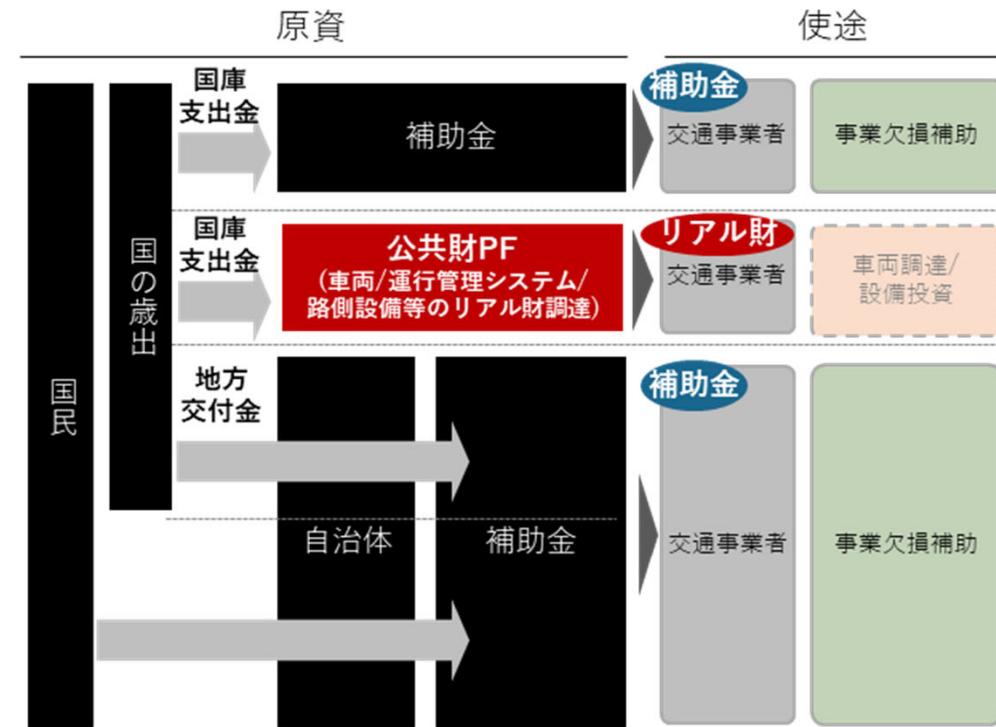 原資
使途
国民
国の歳出
国庫
支出金
補助金
補助金
交通事業者
事業欠損補助
国庫
支出金
公共財PF
(車両/運行管理システム/
路側設備等のリアル財調達)
リアル財
交通事業者
車両調達/
設備投資
地方
交付金
自治体
補助金
補助金
交通事業者
事業欠損補助